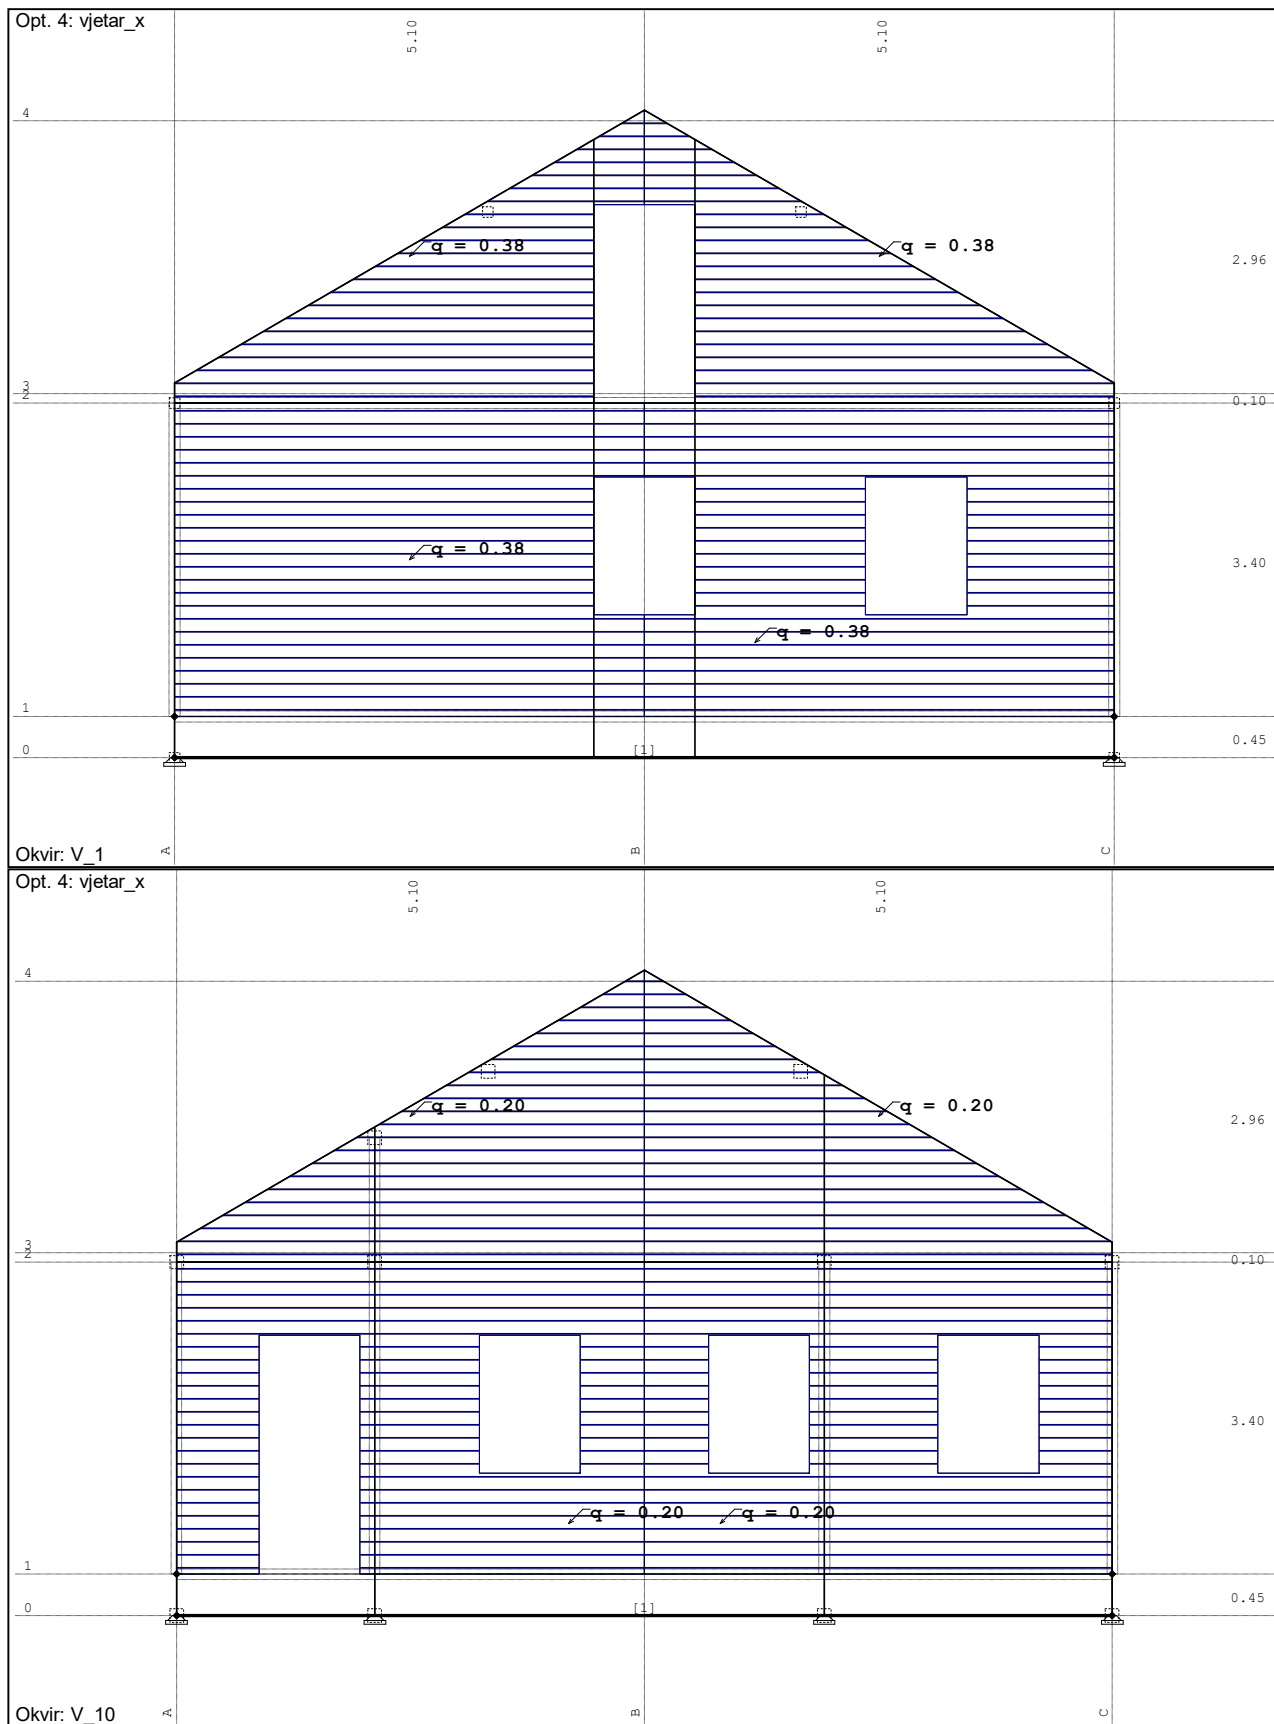 Opt. 4: vjetar_x
5.10 5.10
4
q = 0.38 q = 0.38
2.96
3
2
0.10
q = 0.38
3.40
q = 0.38
1
0
[1]
0.45
A B C
Okvir: V_1
Opt. 4: vjetar_x
5.10 5.10
4
q = 0.20 q = 0.20
2.96
3
2
0.10
3.40
q = 0.20 q = 0.20
1
0
[1]
0.45
A B C
Okvir: V_10